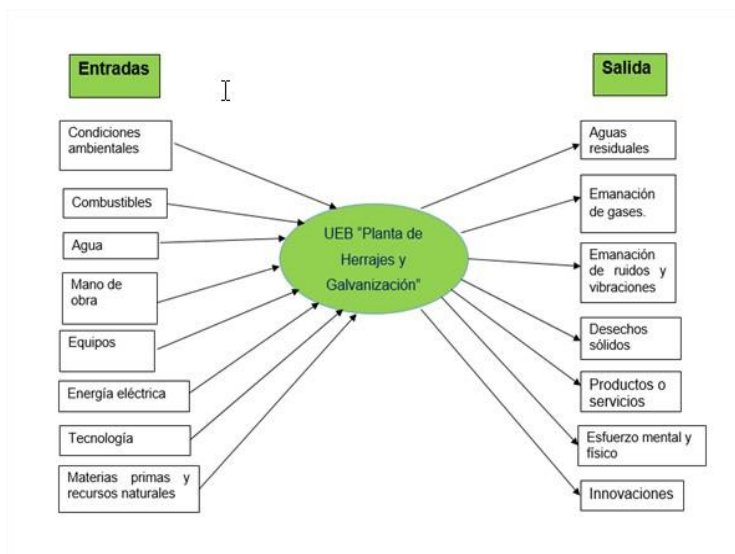 Entradas
Salida
Condiciones
ambientales
Combustibles
Agua
Mano de
obra
Equipos
Energía eléctrica
Tecnología
Materias primas y
recursos naturales
UEB "Planta de
Herrajes y
Galvanización"
Aguas
residuales
Emanación
de gases.
Emanación
de ruidos y
vibraciones
Desechos
sólidos
Productos o
servicios
Esfuerzo mental y
físico
Innovaciones